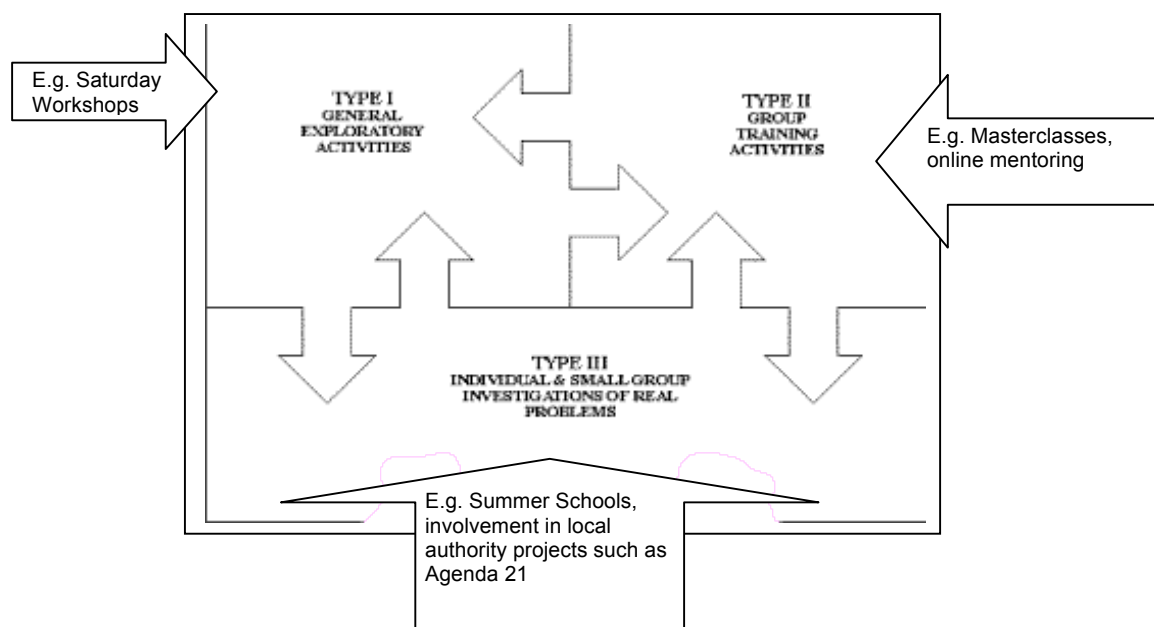 E.g. Saturday
Workshops
TYPE I
GENERAL
EXPLORATORY
ACTIVITIES
TYPE II
GROUP
TRAINING
ACTIVITIES
E.g. Masterclasses,
online mentoring
TYPE III
INDIVIDUAL & SMALL GROUP
INVESTIGATIONS OF REAL
PROBLEMS
E.g. Summer Schools,
involvement in local
authority projects such as
Agenda 21